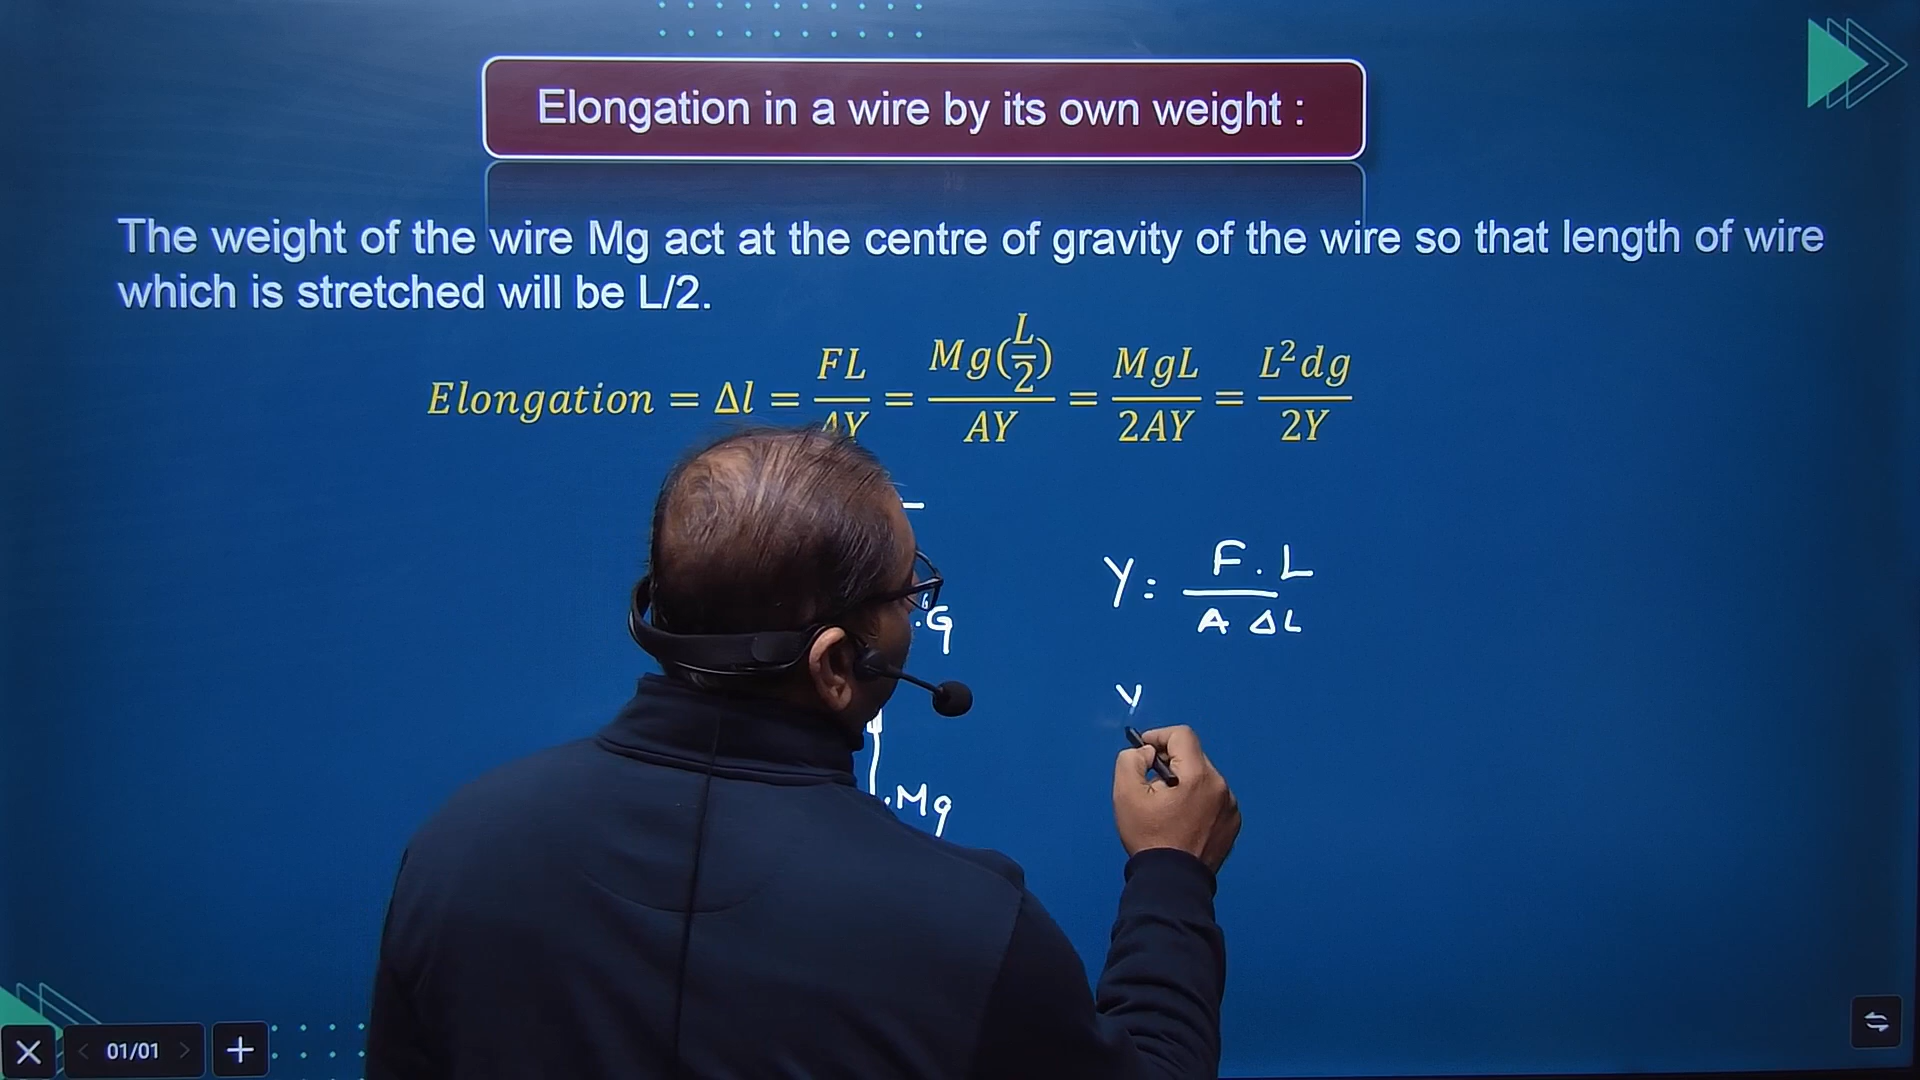 Elongation in a wire by its own weight :
The weight of the wire Mg act at the centre of gravity of the wire so that length of wire
which is stretched will be L/2.
Elongation = Δl = FL/AY = Mg(L/2)/AY = MgL/2AY = L²dg/2Y
Y = F . L / A ΔL
.G
Y
.Mg
01/01